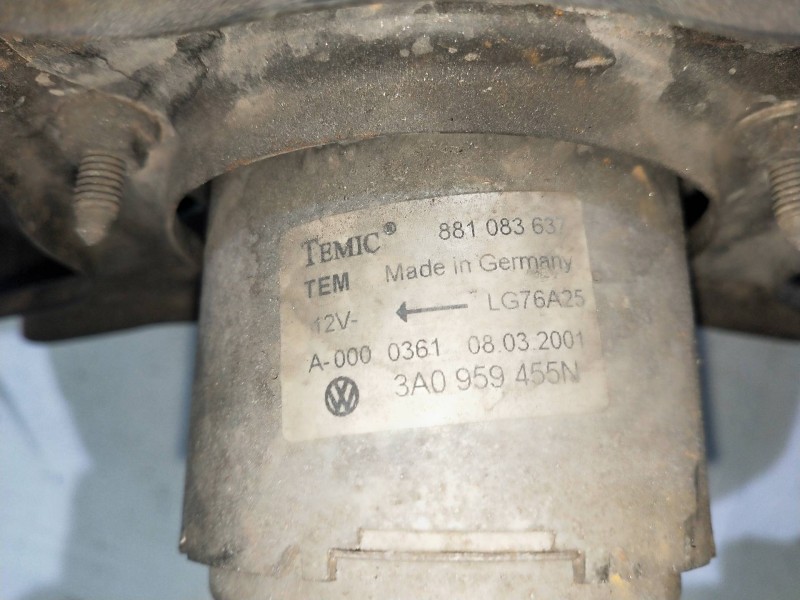 TEMIC® 881 083 637
TEM Made in Germany
12V- LG76A25
A-000 0361 08.03.2001
3A0 959 455N